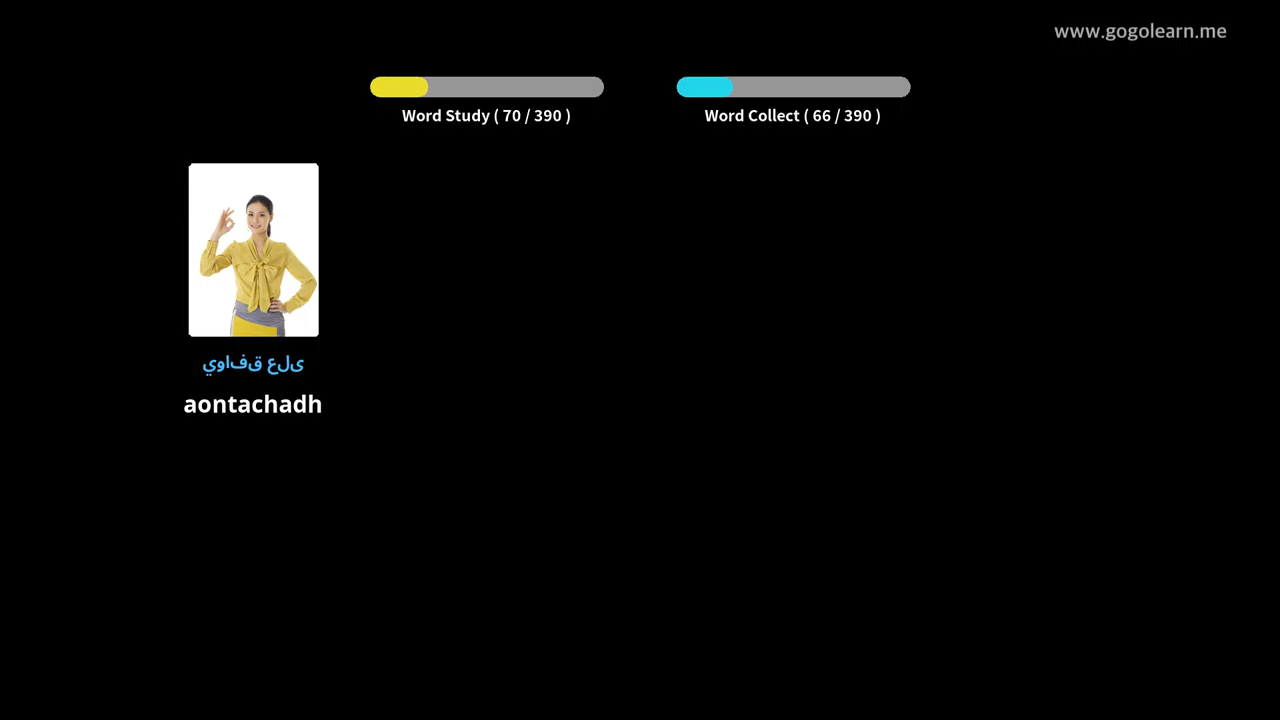 www.gogolearn.me
Word Study ( 70 / 390 )
Word Collect ( 66 / 390 )
يوافق على
aontachadh